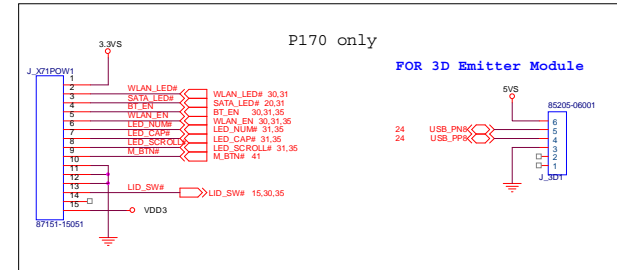 P170 only
3.3VS
FOR 3D Emitter Module
J_X71POW1
5VS
85205-06001
1
2 WLAN_LED# WLAN_LED# 30,31
3 SATA_LED# SATA_LED# 20,31
4 BT_EN BT_EN 30,31,35
5 WLAN_EN WLAN_EN 30,31,35
6 LED_NUM# LED_NUM# 31,35
7 LED_CAP# LED_CAP# 31,35
8 LED_SCROLL# LED_SCROLL# 31,35
9 M_BTN# M_BTN# 41
10
11
12
13 LID_SW# LID_SW# 15,30,35
14
15 VDD3
87151-15051
6
24 USB_PN8 5
24 USB_PP8 4
3
2
1
J_3D1